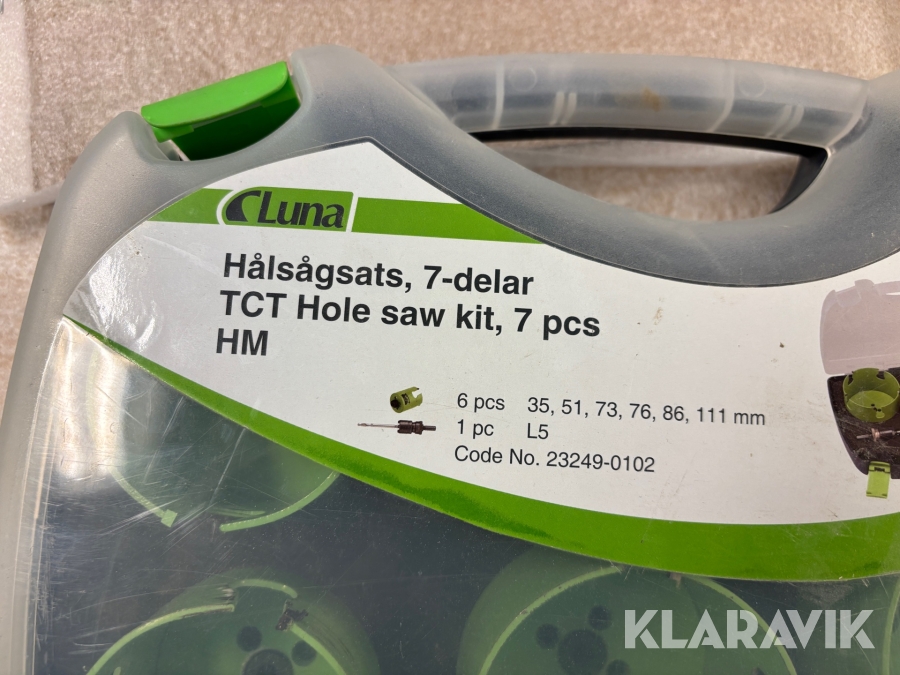 Luna
Hålsågsats, 7-delar
TCT Hole saw kit, 7 pcs
HM
6 pcs 35, 51, 73, 76, 86, 111 mm
1 pc L5
Code No. 23249-0102
KLARAVIK